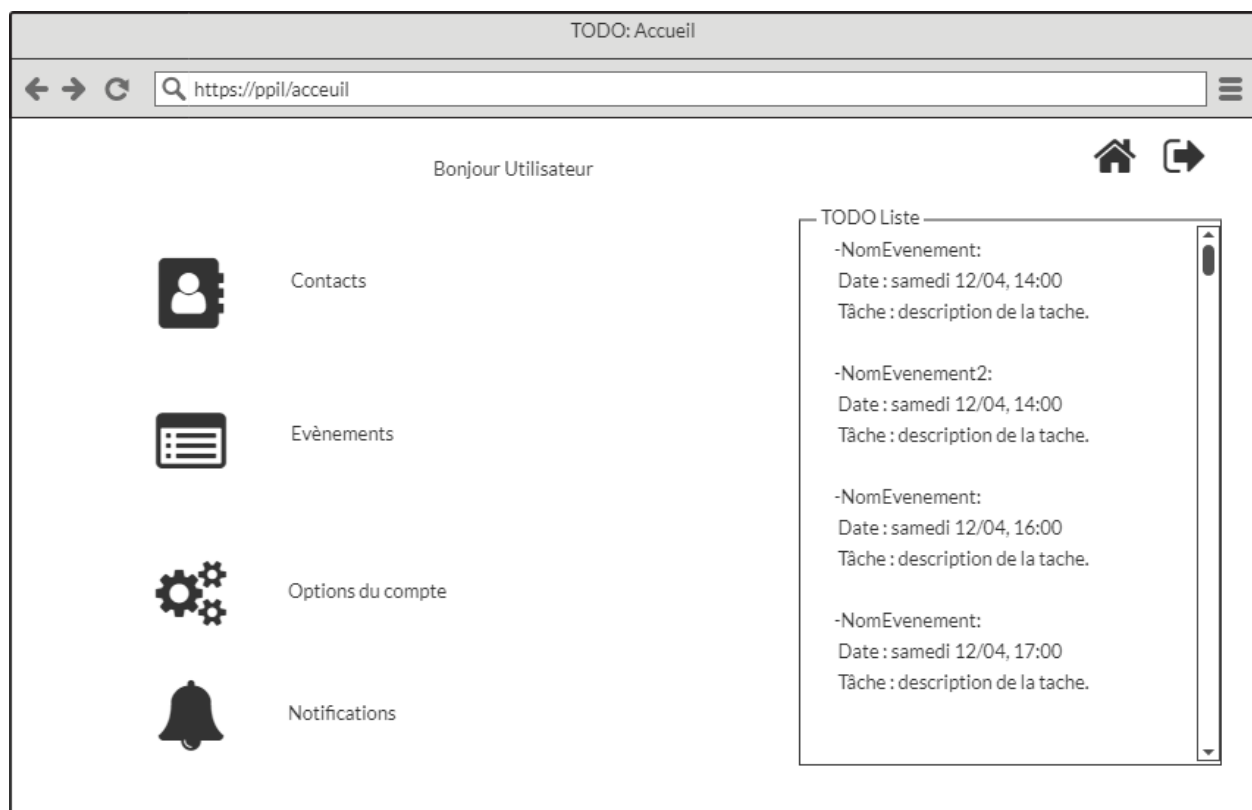 TODO: Accueil
https://ppil/acceuil
Bonjour Utilisateur
Contacts
Evènements
Options du compte
Notifications
TODO Liste
-NomEvenement:
Date : samedi 12/04, 14:00
Tâche : description de la tache.
-NomEvenement2:
Date : samedi 12/04, 14:00
Tâche : description de la tache.
-NomEvenement:
Date : samedi 12/04, 16:00
Tâche : description de la tache.
-NomEvenement:
Date : samedi 12/04, 17:00
Tâche : description de la tache.